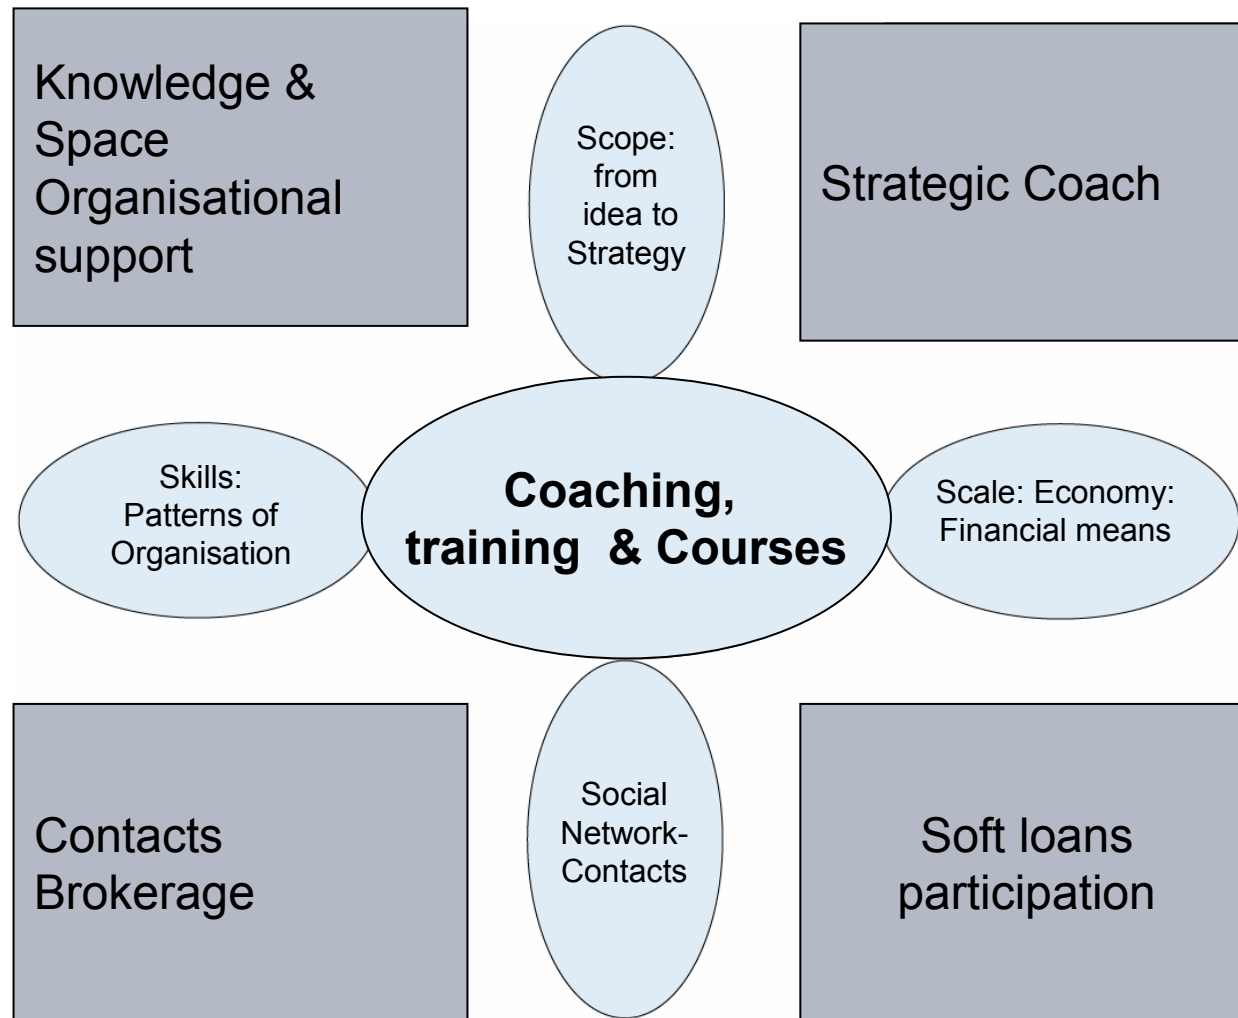 Knowledge &
Space
Organisational
support
Scope:
from
idea to
Strategy
Strategic Coach
Skills:
Patterns of
Organisation
Coaching,
training & Courses
Scale: Economy:
Financial means
Contacts
Brokerage
Social
Network-
Contacts
Soft loans
participation